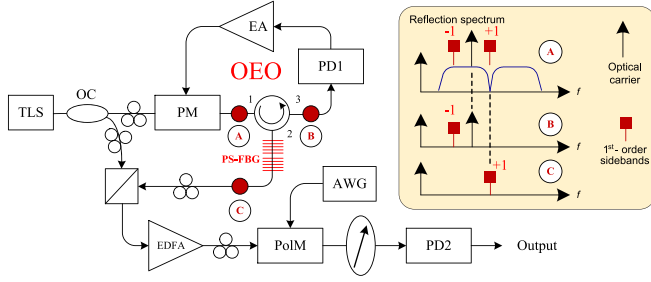 EA
OEO
PD1
TLS
OC
PM
1
3
2
A
B
PS-FBG
C
AWG
EDFA
PolM
PD2
Output
Reflection spectrum
-1
+1
A
f
Optical
carrier
-1
B
f
+1
C
f
1st- order
sidebands